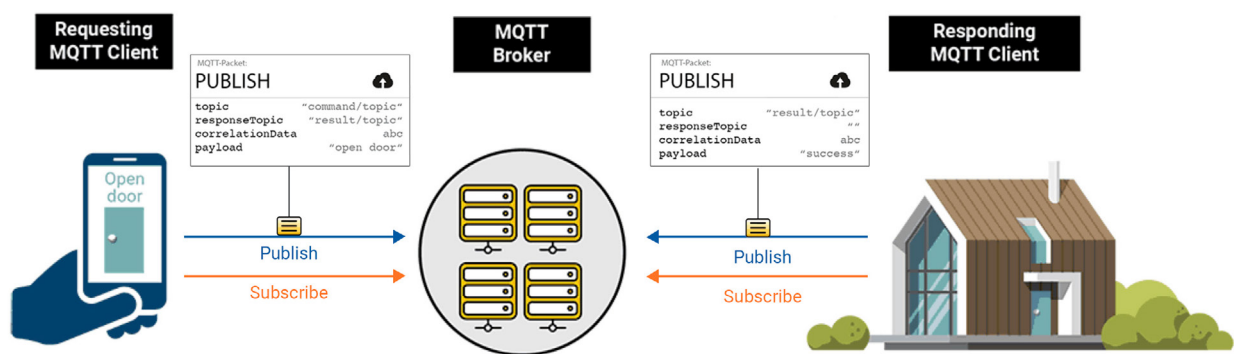 Requesting
MQTT Client
MQTT-Packet:
PUBLISH
topic "command/topic"
responseTopic "result/topic"
correlationData abc
payload "open door"
MQTT
Broker
MQTT-Packet:
PUBLISH
topic "result/topic"
responseTopic ""
correlationData abc
payload "success"
Responding
MQTT Client
Open
door
Publish
Subscribe
Publish
Subscribe